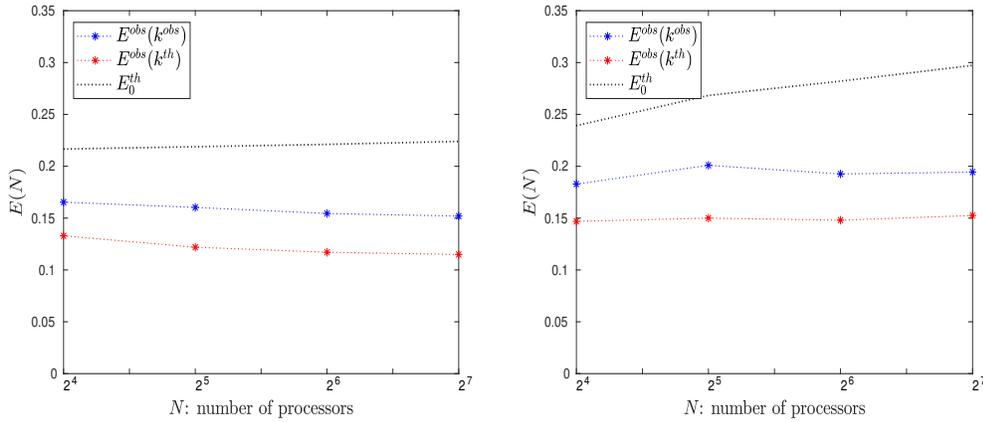 0.35
0.3
0.25
0.2
0.15
0.1
0.05
0
E(N)
E^{obs}(k^{obs})
E^{obs}(k^{th})
E_0^{th}
2^4
2^5
2^6
2^7
N: number of processors
0.35
0.3
0.25
0.2
0.15
0.1
0.05
0
E(N)
E^{obs}(k^{obs})
E^{obs}(k^{th})
E_0^{th}
2^4
2^5
2^6
2^7
N: number of processors